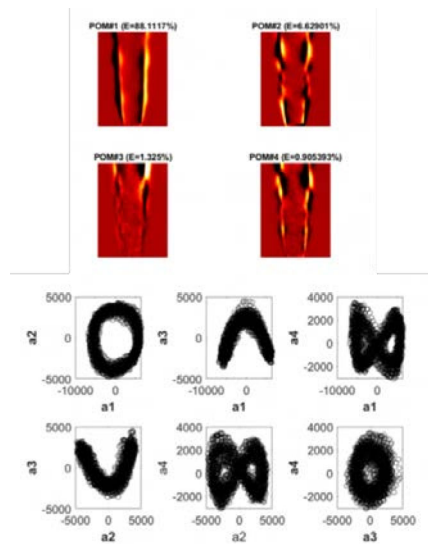 POM#1 (E=88.1117%) POM#2 (E=6.62901%)
POM#3 (E=1.325%) POM#4 (E=0.905393%)
5000 5000 4000
a2 a3 a4 2000
0 0 0
-2000
-5000 -5000
-10000 0 5000 -10000 0 5000 -10000 0 5000
a1 a1 a1
5000 4000 4000
a3 a4 2000 a4 2000
0 0 0
-2000 -2000
-5000
-5000 0 5000 -5000 0 5000 -5000 0 5000
a2 a2 a3